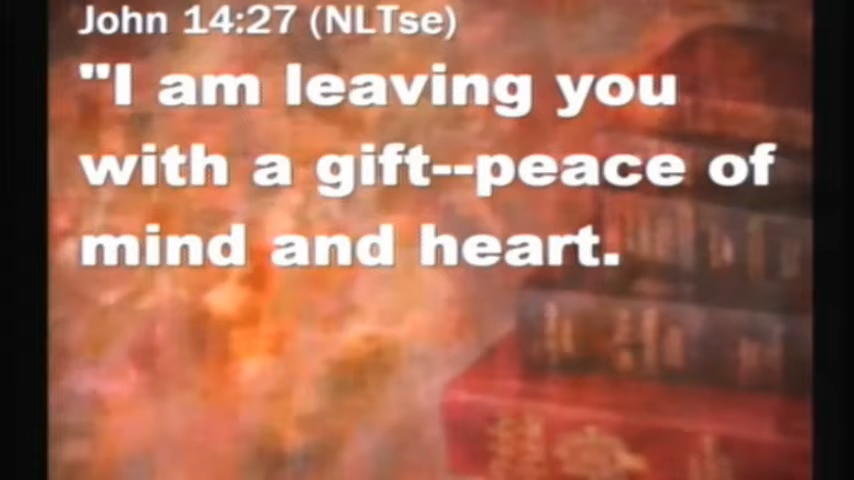 John 14:27 (NLTse)
"I am leaving you
with a gift--peace of
mind and heart.